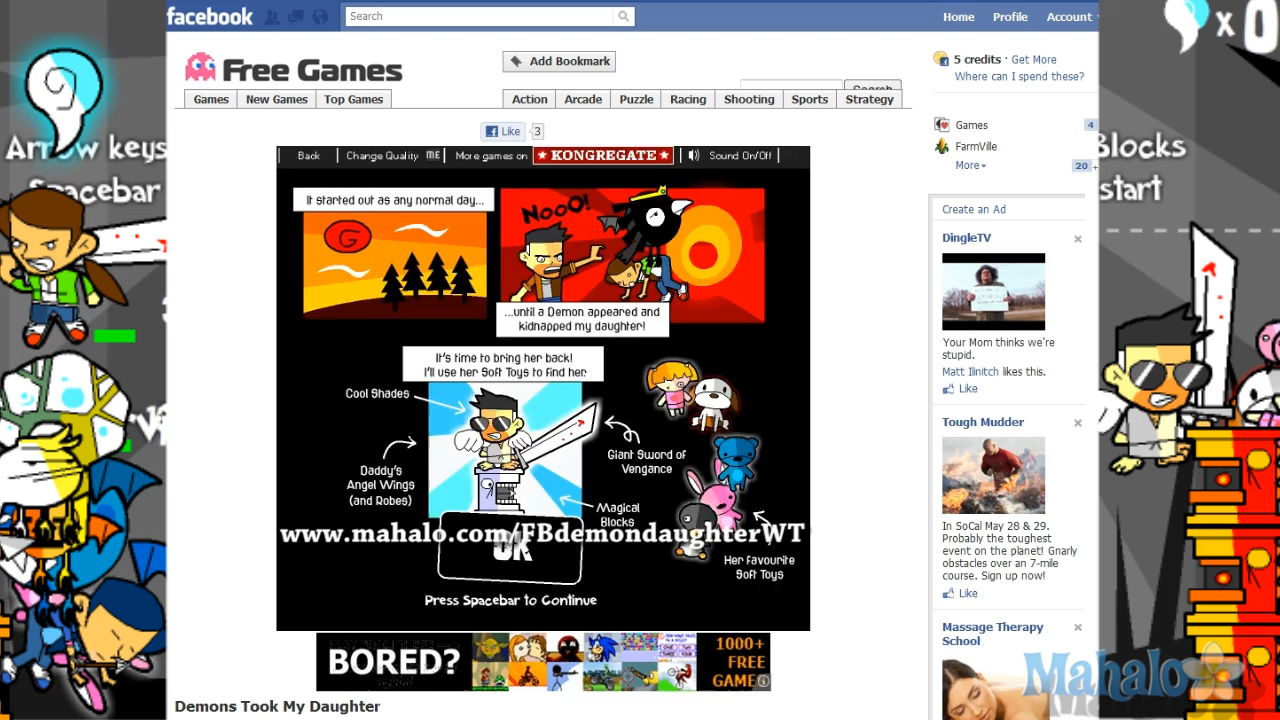 facebook
Search
Home Profile Account
x 0
Free Games
Add Bookmark
5 credits · Get More
Where can I spend these?
Games New Games Top Games
Action Arcade Puzzle Racing Shooting Sports Strategy
Like 3
Arrow keys
Spacebar
Games 4
FarmVille
More 20
Blocks
start
Back Change Quality ME More games on KONGREGATE Sound On/Off
It started out as any normal day...
G
NooO!
...until a Demon appeared and
kidnapped my daughter!
It's time to bring her back!
I'll use her Soft Toys to find her.
Cool Shades
Daddy's
Angel Wings
(and Robes)
Giant Sword of
Vengance
Magical
Blocks
www.mahalo.com/FBdemondaughterWT
OK
Her favourite
Soft Toys
Press Spacebar to Continue
BORED?
1000+
FREE
GAMES
Demons Took My Daughter
Create an Ad
DingleTV
Your Mom thinks we're
stupid.
Matt Ilinitch likes this.
Like
Tough Mudder
In SoCal May 28 & 29.
Probably the toughest
event on the planet! Gnarly
obstacles over an 7-mile
course. Sign up now!
Like
Massage Therapy
School
Mahalo